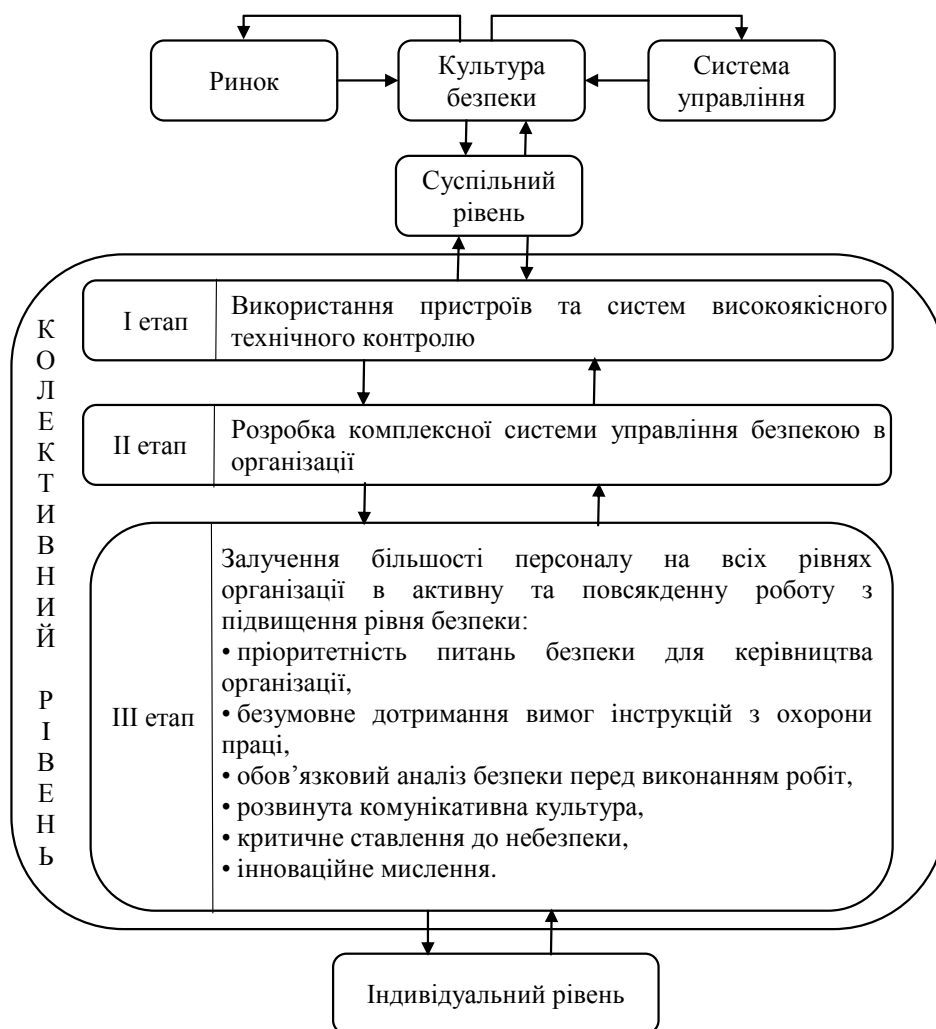 Ринок
Культура
безпеки
Система
управління
Суспільний
рівень
КОЛЕКТИВНИЙ РІВЕНЬ
І етап
Використання пристроїв та систем високоякісного
технічного контролю
ІІ етап
Розробка комплексної системи управління безпекою в
організації
ІІІ етап
Залучення більшості персоналу на всіх рівнях
організації в активну та повсякденну роботу з
підвищення рівня безпеки:
• пріоритетність питань безпеки для керівництва
організації,
• безумовне дотримання вимог інструкцій з охорони
праці,
• обов’язковий аналіз безпеки перед виконанням робіт,
• розвинута комунікативна культура,
• критичне ставлення до небезпеки,
• інноваційне мислення.
Індивідуальний рівень